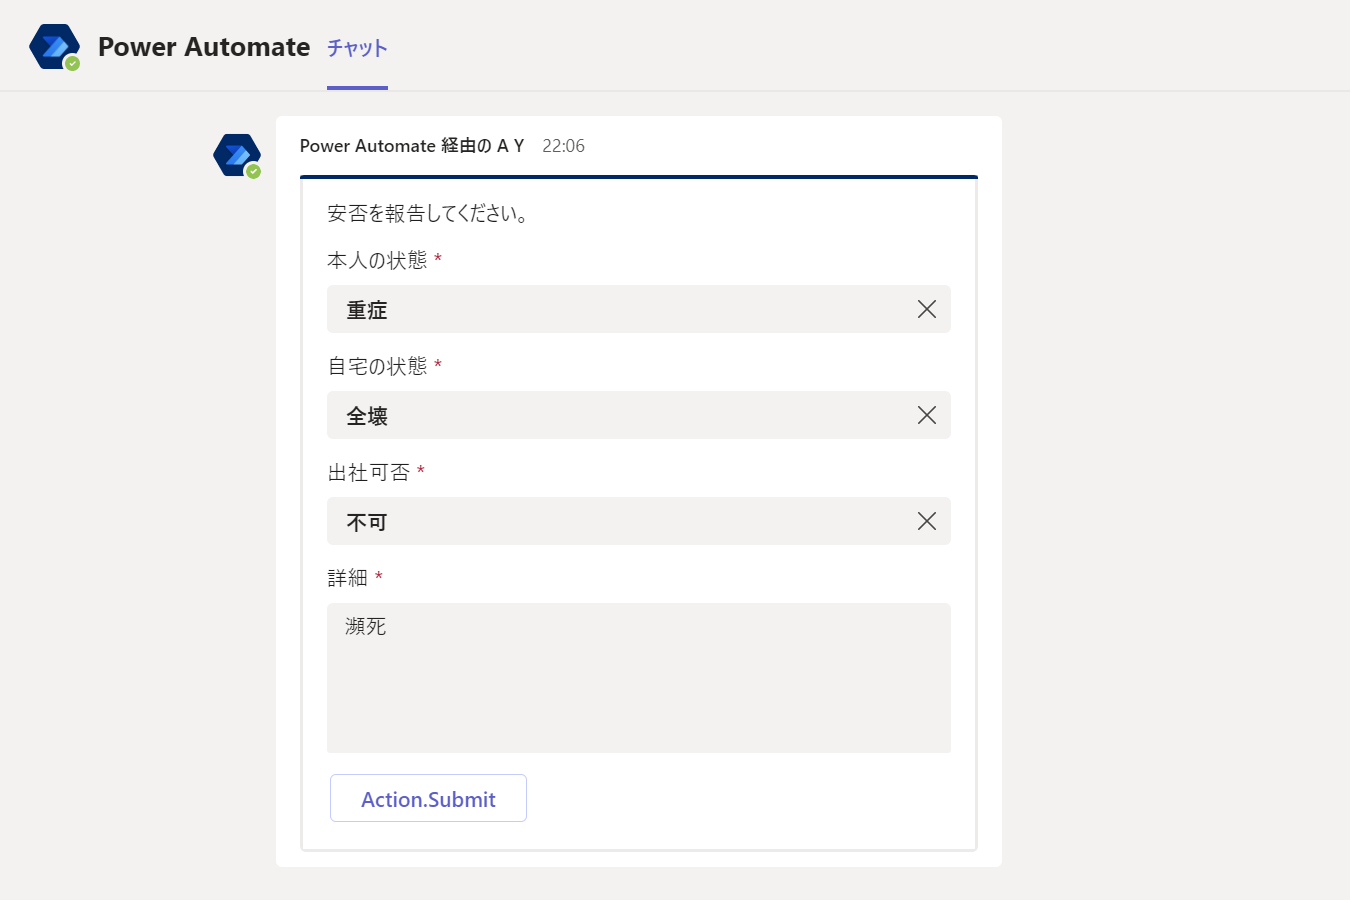 Power Automate チャット
Power Automate 経由の A Y 22:06
安否を報告してください。
本人の状態 *
重症
自宅の状態 *
全壊
出社可否 *
不可
詳細 *
瀕死
Action.Submit